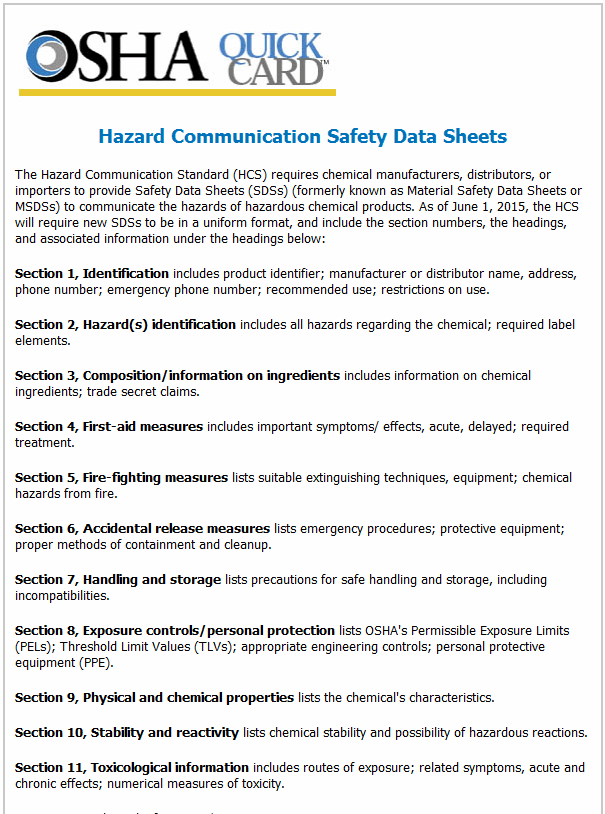 OSHA QUICK
CARD™
Hazard Communication Safety Data Sheets
The Hazard Communication Standard (HCS) requires chemical manufacturers, distributors, or
importers to provide Safety Data Sheets (SDSs) (formerly known as Material Safety Data Sheets or
MSDSs) to communicate the hazards of hazardous chemical products. As of June 1, 2015, the HCS
will require new SDSs to be in a uniform format, and include the section numbers, the headings,
and associated information under the headings below:
Section 1, Identification includes product identifier; manufacturer or distributor name, address,
phone number; emergency phone number; recommended use; restrictions on use.
Section 2, Hazard(s) identification includes all hazards regarding the chemical; required label
elements.
Section 3, Composition/information on ingredients includes information on chemical
ingredients; trade secret claims.
Section 4, First-aid measures includes important symptoms/ effects, acute, delayed; required
treatment.
Section 5, Fire-fighting measures lists suitable extinguishing techniques, equipment; chemical
hazards from fire.
Section 6, Accidental release measures lists emergency procedures; protective equipment;
proper methods of containment and cleanup.
Section 7, Handling and storage lists precautions for safe handling and storage, including
incompatibilities.
Section 8, Exposure controls/personal protection lists OSHA's Permissible Exposure Limits
(PELs); Threshold Limit Values (TLVs); appropriate engineering controls; personal protective
equipment (PPE).
Section 9, Physical and chemical properties lists the chemical's characteristics.
Section 10, Stability and reactivity lists chemical stability and possibility of hazardous reactions.
Section 11, Toxicological information includes routes of exposure; related symptoms, acute and
chronic effects; numerical measures of toxicity.